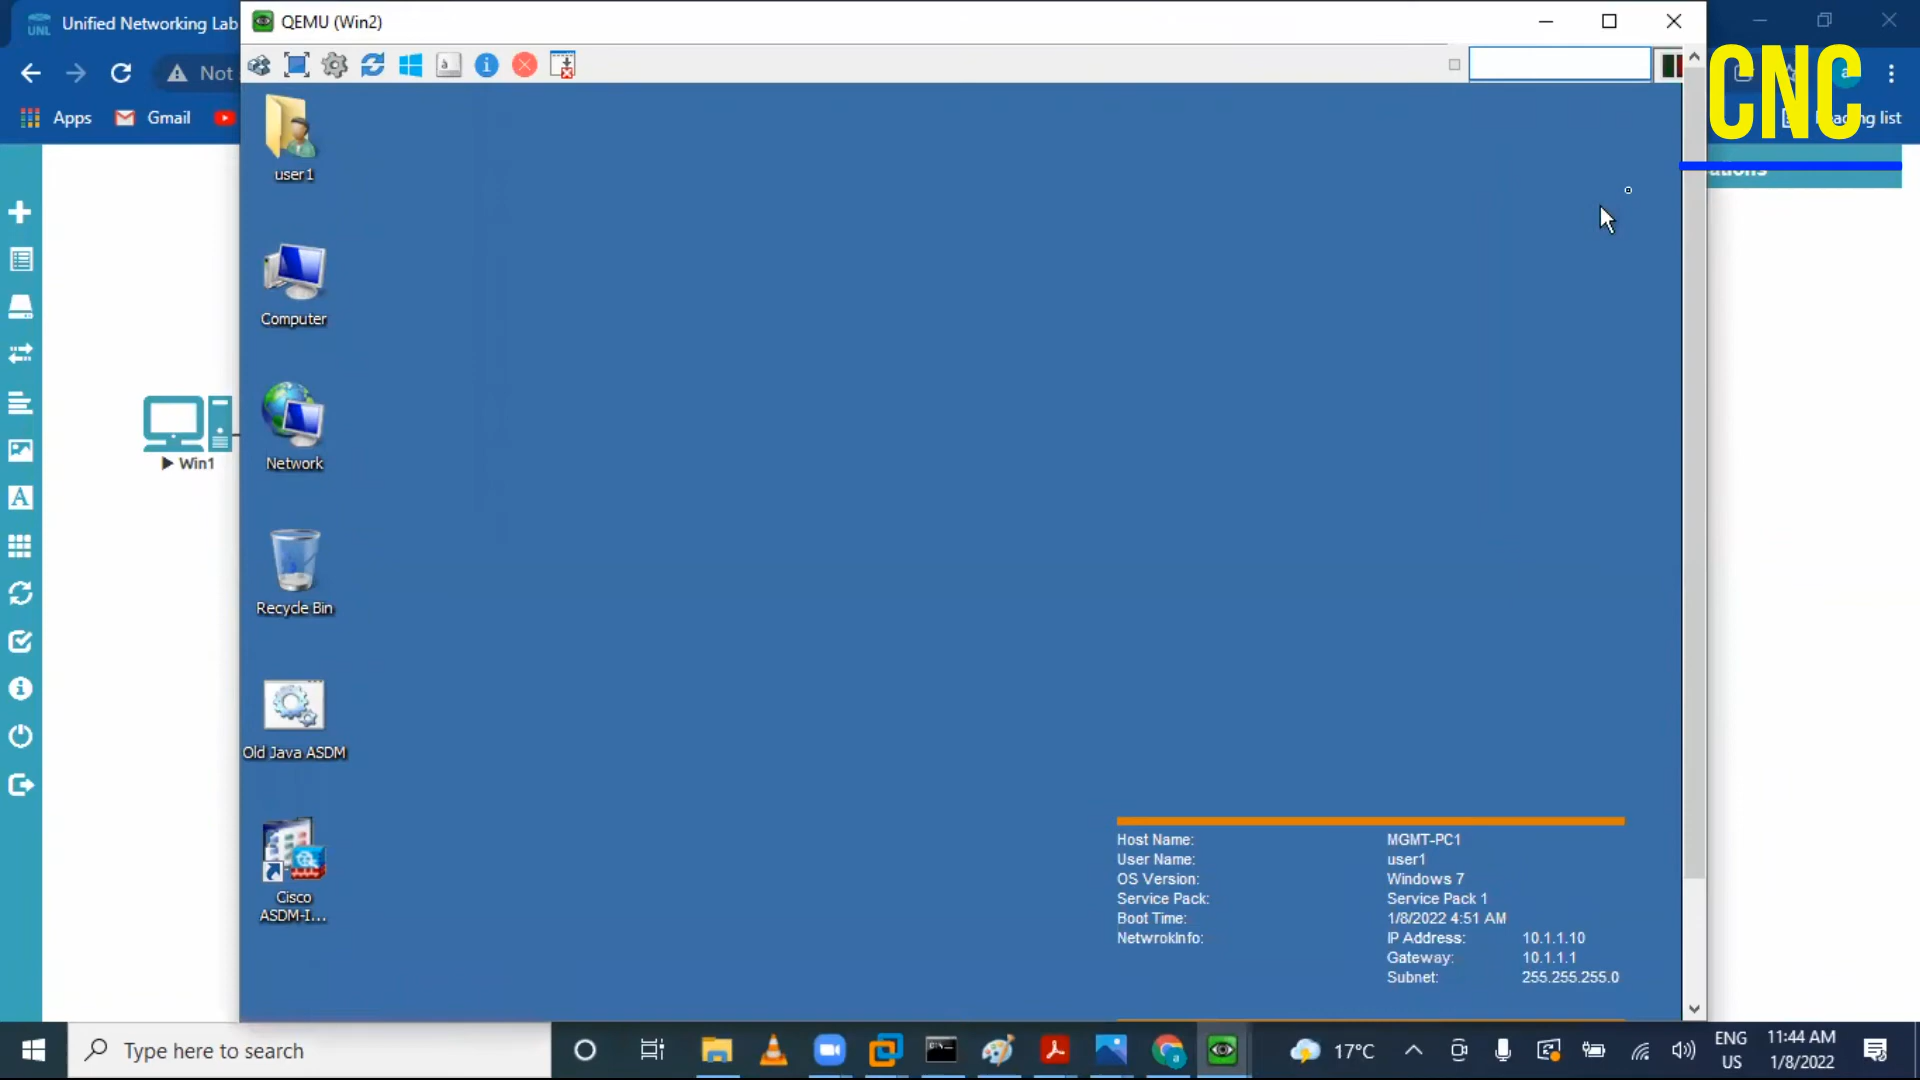 Unified Networking Lab
QEMU (Win2)
Not
CNC
Apps
Gmail
user1
Computer
Win1
Network
Recycle Bin
Old Java ASDM
Cisco
ASDM-I...
Host Name: MGMT-PC1
User Name: user1
OS Version: Windows 7
Service Pack: Service Pack 1
Boot Time: 1/8/2022 4:51 AM
NetwrokInfo: IP Address: 10.1.1.10
Gateway: 10.1.1.1
Subnet: 255.255.255.0
Type here to search
17°C
ENG
US
11:44 AM
1/8/2022